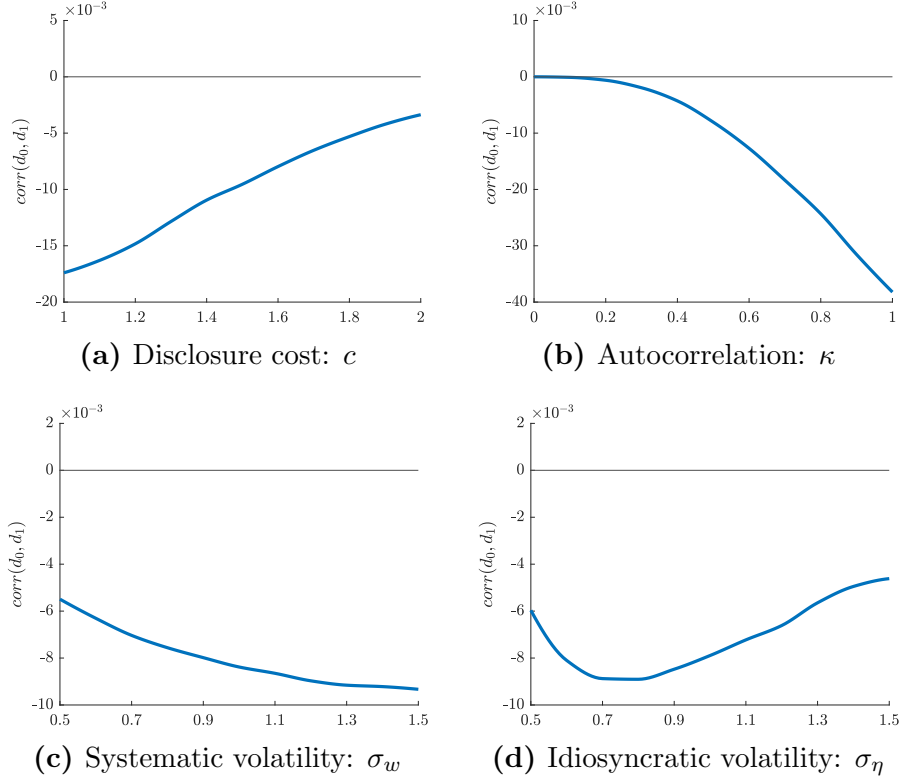 ×10⁻³
5
0
-5
-10
-15
-20
corr(d₀, d₁)
1 1.2 1.4 1.6 1.8 2
(a) Disclosure cost: c
×10⁻³
10
0
-10
-20
-30
-40
corr(d₀, d₁)
0 0.2 0.4 0.6 0.8 1
(b) Autocorrelation: κ
×10⁻³
2
0
-2
-4
-6
-8
-10
corr(d₀, d₁)
0.5 0.7 0.9 1.1 1.3 1.5
(c) Systematic volatility: σ_w
×10⁻³
2
0
-2
-4
-6
-8
-10
corr(d₀, d₁)
0.5 0.7 0.9 1.1 1.3 1.5
(d) Idiosyncratic volatility: σ_η